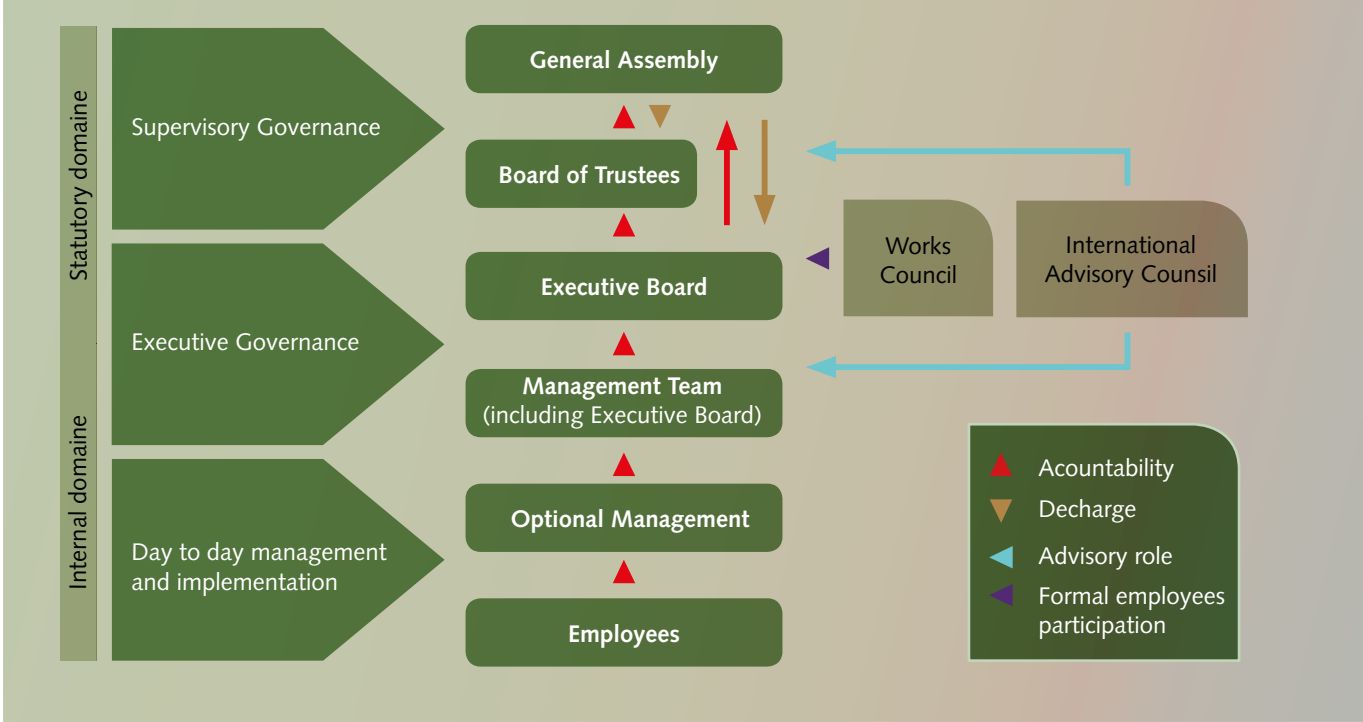 Statutory domaine
Internal domaine
Supervisory Governance
Executive Governance
Day to day management
and implementation
General Assembly
Board of Trustees
Executive Board
Management Team
(including Executive Board)
Optional Management
Employees
Works
Council
International
Advisory Counsil
Acountability
Decharge
Advisory role
Formal employees
participation